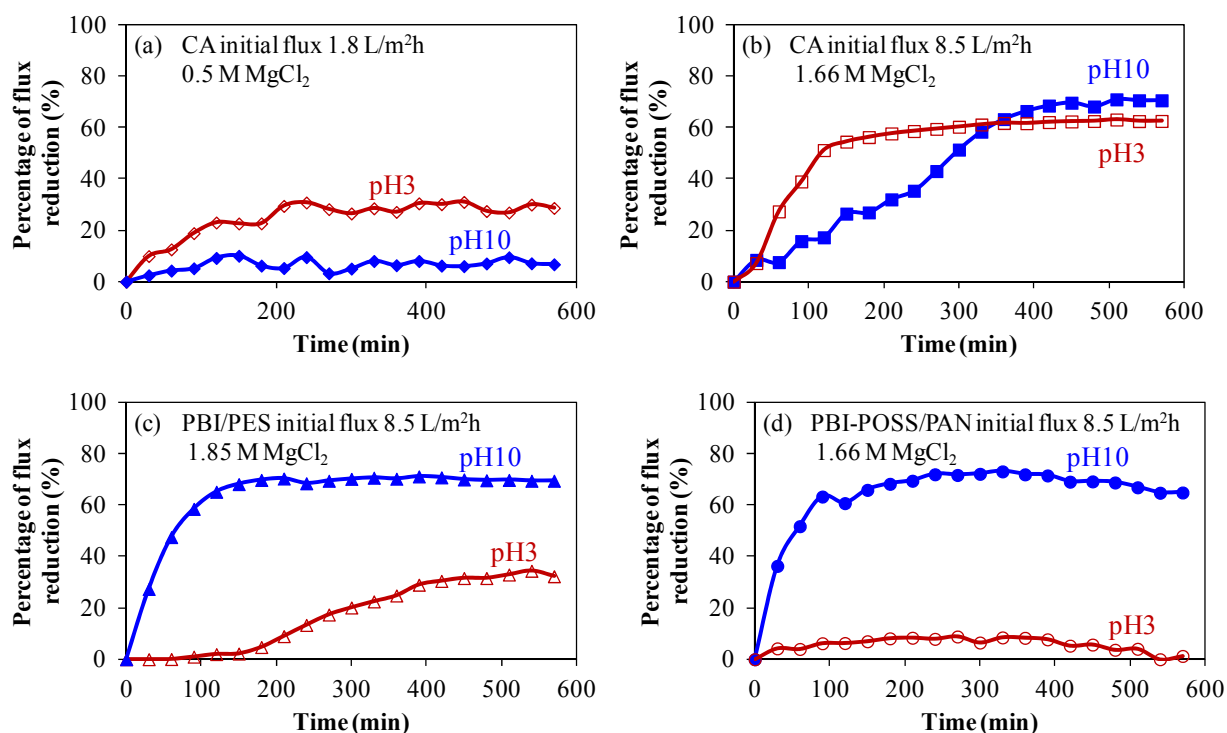 (a) CA initial flux 1.8 L/m²h
0.5 M MgCl₂
pH3
pH10
Percentage of flux
reduction (%)
100
80
60
40
20
0
0 200 400 600
Time (min)
(b) CA initial flux 8.5 L/m²h
1.66 M MgCl₂
pH10
pH3
Percentage of flux
reduction (%)
100
80
60
40
20
0
0 100 200 300 400 500 600
Time (min)
(c) PBI/PES initial flux 8.5 L/m²h
1.85 M MgCl₂
pH10
pH3
Percentage of flux
reduction (%)
100
80
60
40
20
0
0 100 200 300 400 500 600
Time (min)
(d) PBI-POSS/PAN initial flux 8.5 L/m²h
1.66 M MgCl₂
pH10
pH3
Percentage of flux
reduction (%)
100
80
60
40
20
0
0 100 200 300 400 500 600
Time (min)